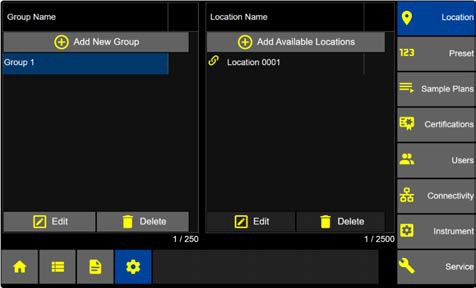 Group Name
Add New Group
Group 1
Edit
Delete
1 / 250
Location Name
Add Available Locations
Location 0001
Edit
Delete
1 / 2500
Location
123
Preset
Sample Plans
Certifications
Users
Connectivity
Instrument
Service